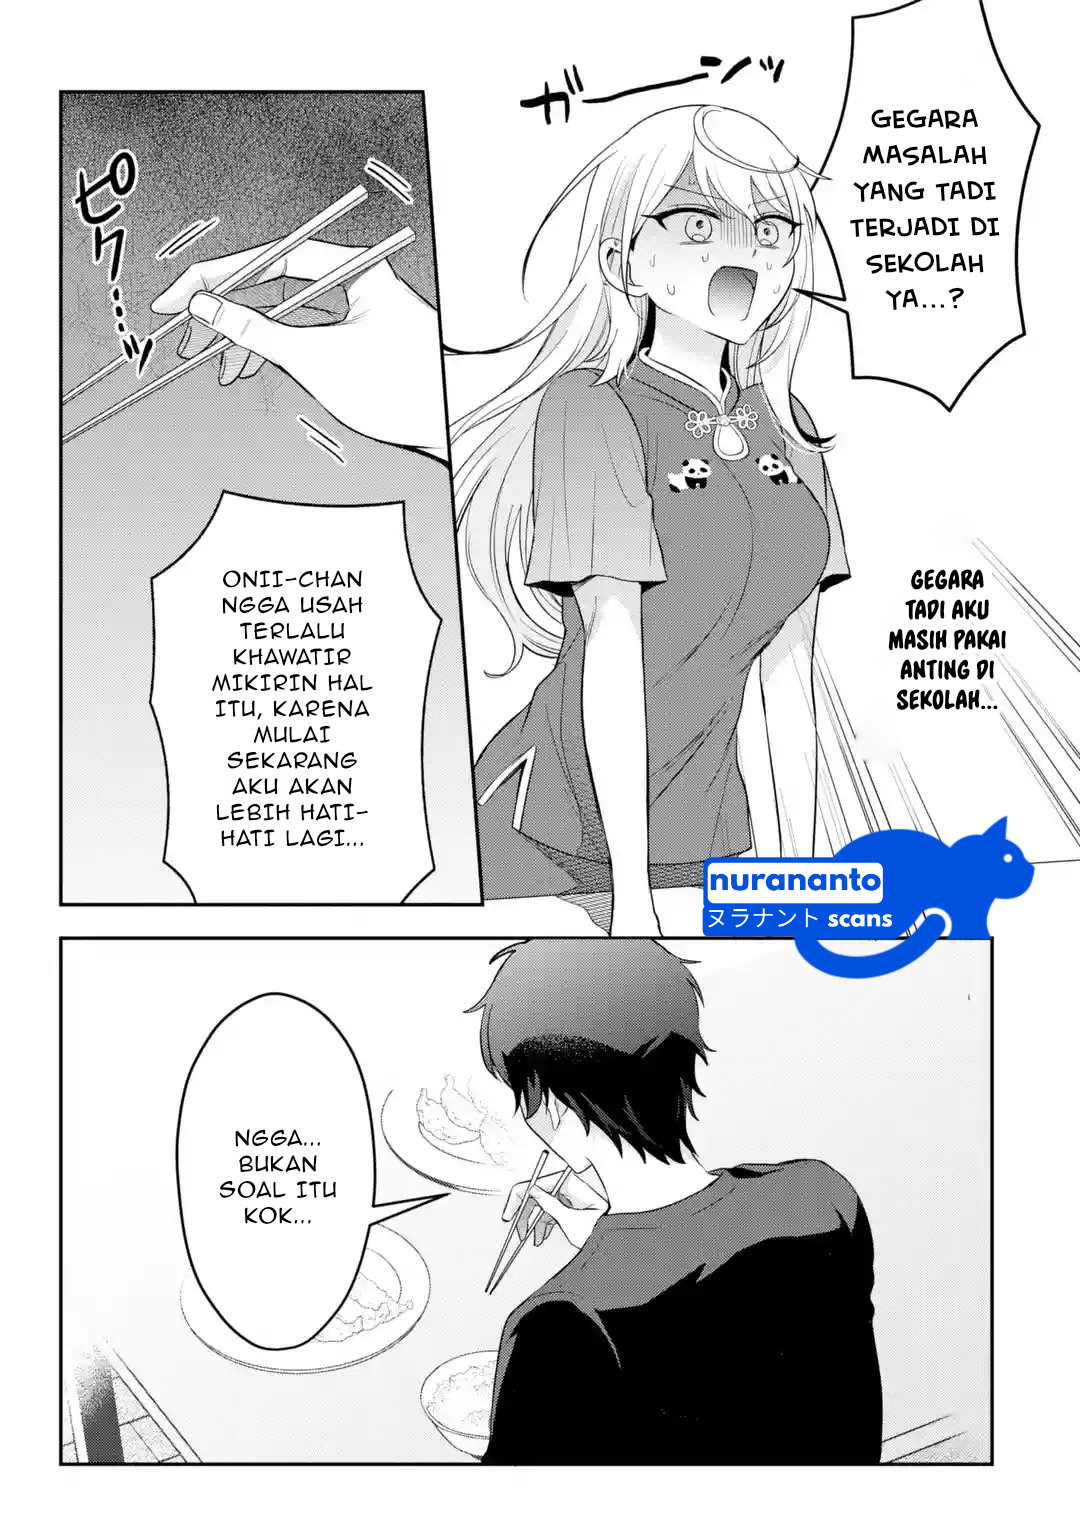 ガーンッ
GEGARA
MASALAH
YANG TADI
TERJADI DI
SEKOLAH
YA...?
GEGARA
TADI AKU
MASIH PAKAI
ANTING DI
SEKOLAH...
ピクッ...
ONII-CHAN
NGGA USAH
TERLALU
KHAWATIR
MIKIRIN HAL
ITU, KARENA
MULAI
SEKARANG
AKU AKAN
LEBIH HATI-
HATI LAGI...
nurananto
ヌラナント scans
NGGA...
BUKAN
SOAL ITU
KOK...